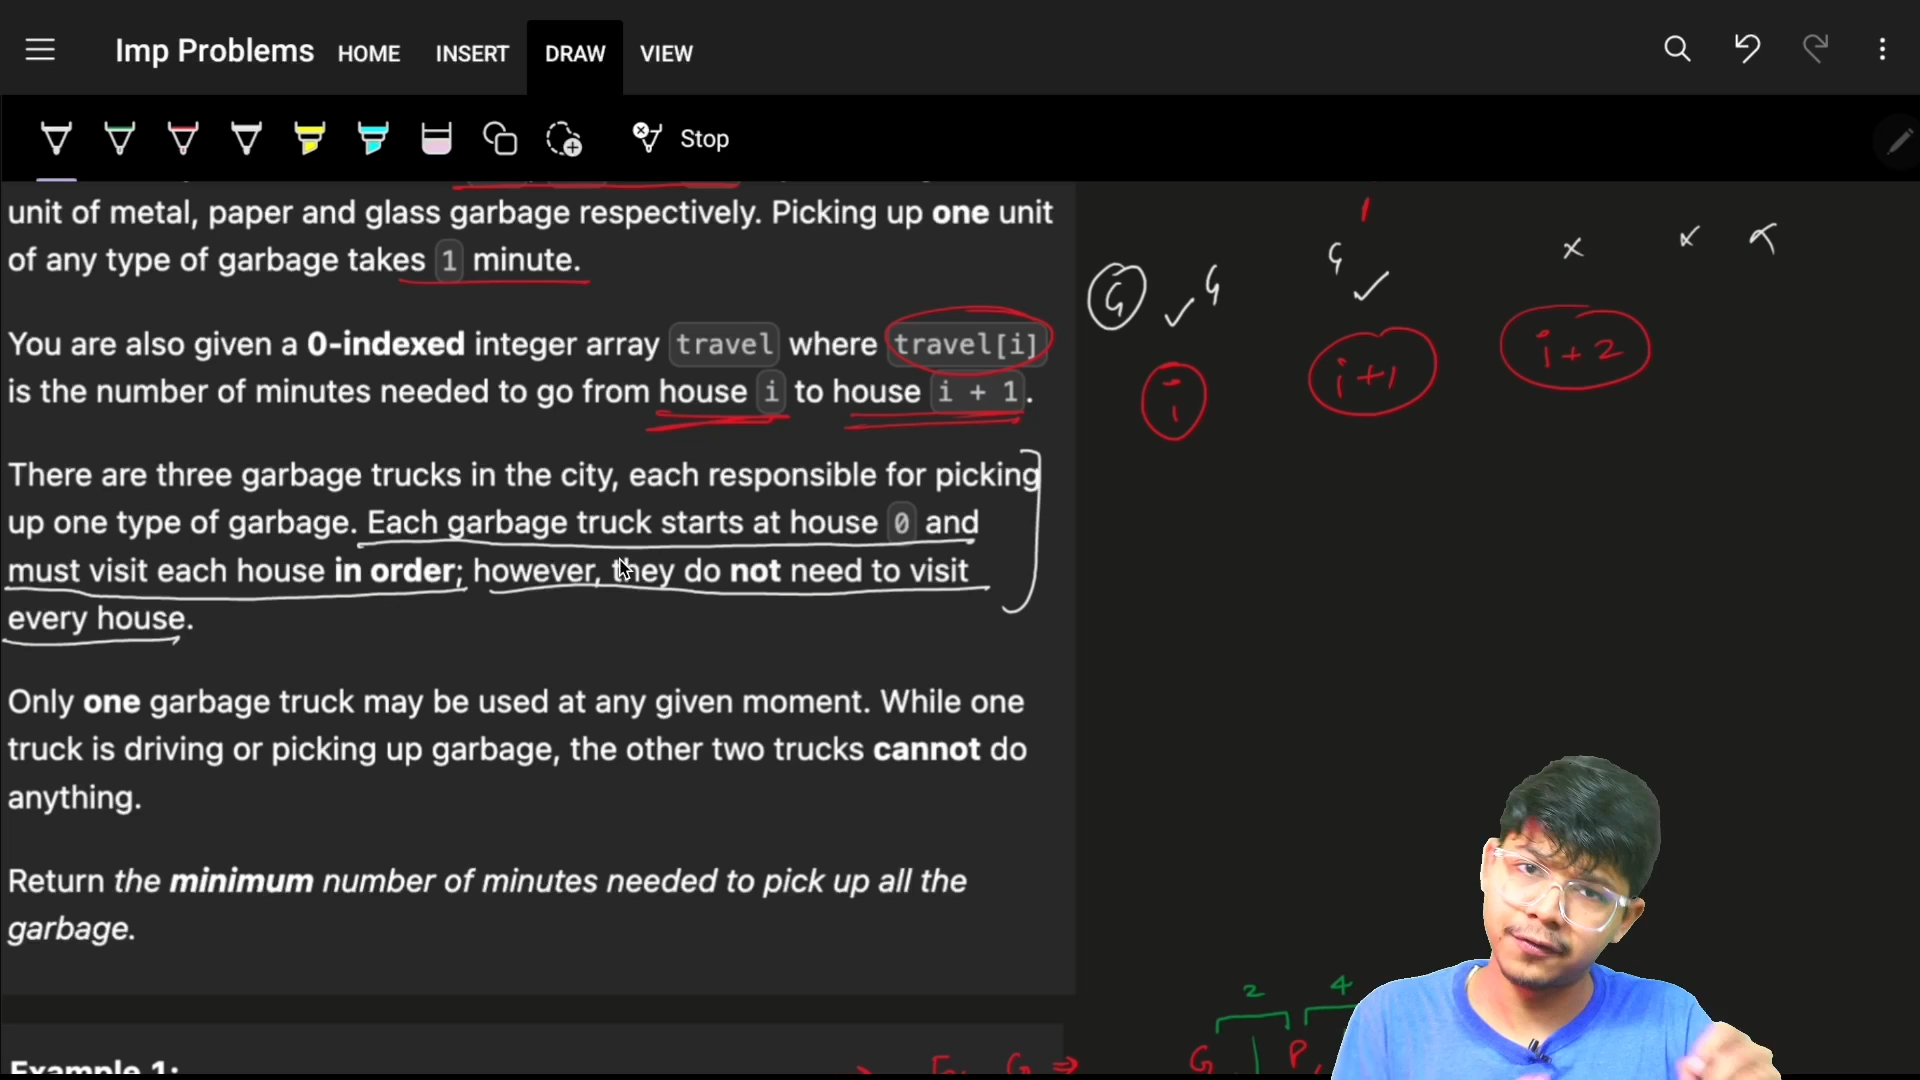 Imp Problems HOME INSERT DRAW VIEW
Stop
unit of metal, paper and glass garbage respectively. Picking up one unit
of any type of garbage takes 1 minute.
You are also given a 0-indexed integer array travel where travel[i]
is the number of minutes needed to go from house i to house i + 1.
There are three garbage trucks in the city, each responsible for picking
up one type of garbage. Each garbage truck starts at house 0 and
must visit each house in order; however, they do not need to visit
every house.
Only one garbage truck may be used at any given moment. While one
truck is driving or picking up garbage, the other two trucks cannot do
anything.
Return the minimum number of minutes needed to pick up all the
garbage.
Example 1:
G ✓ G
G ✓
x
i
i+1
i+2
2 4
G ⇒ G | P